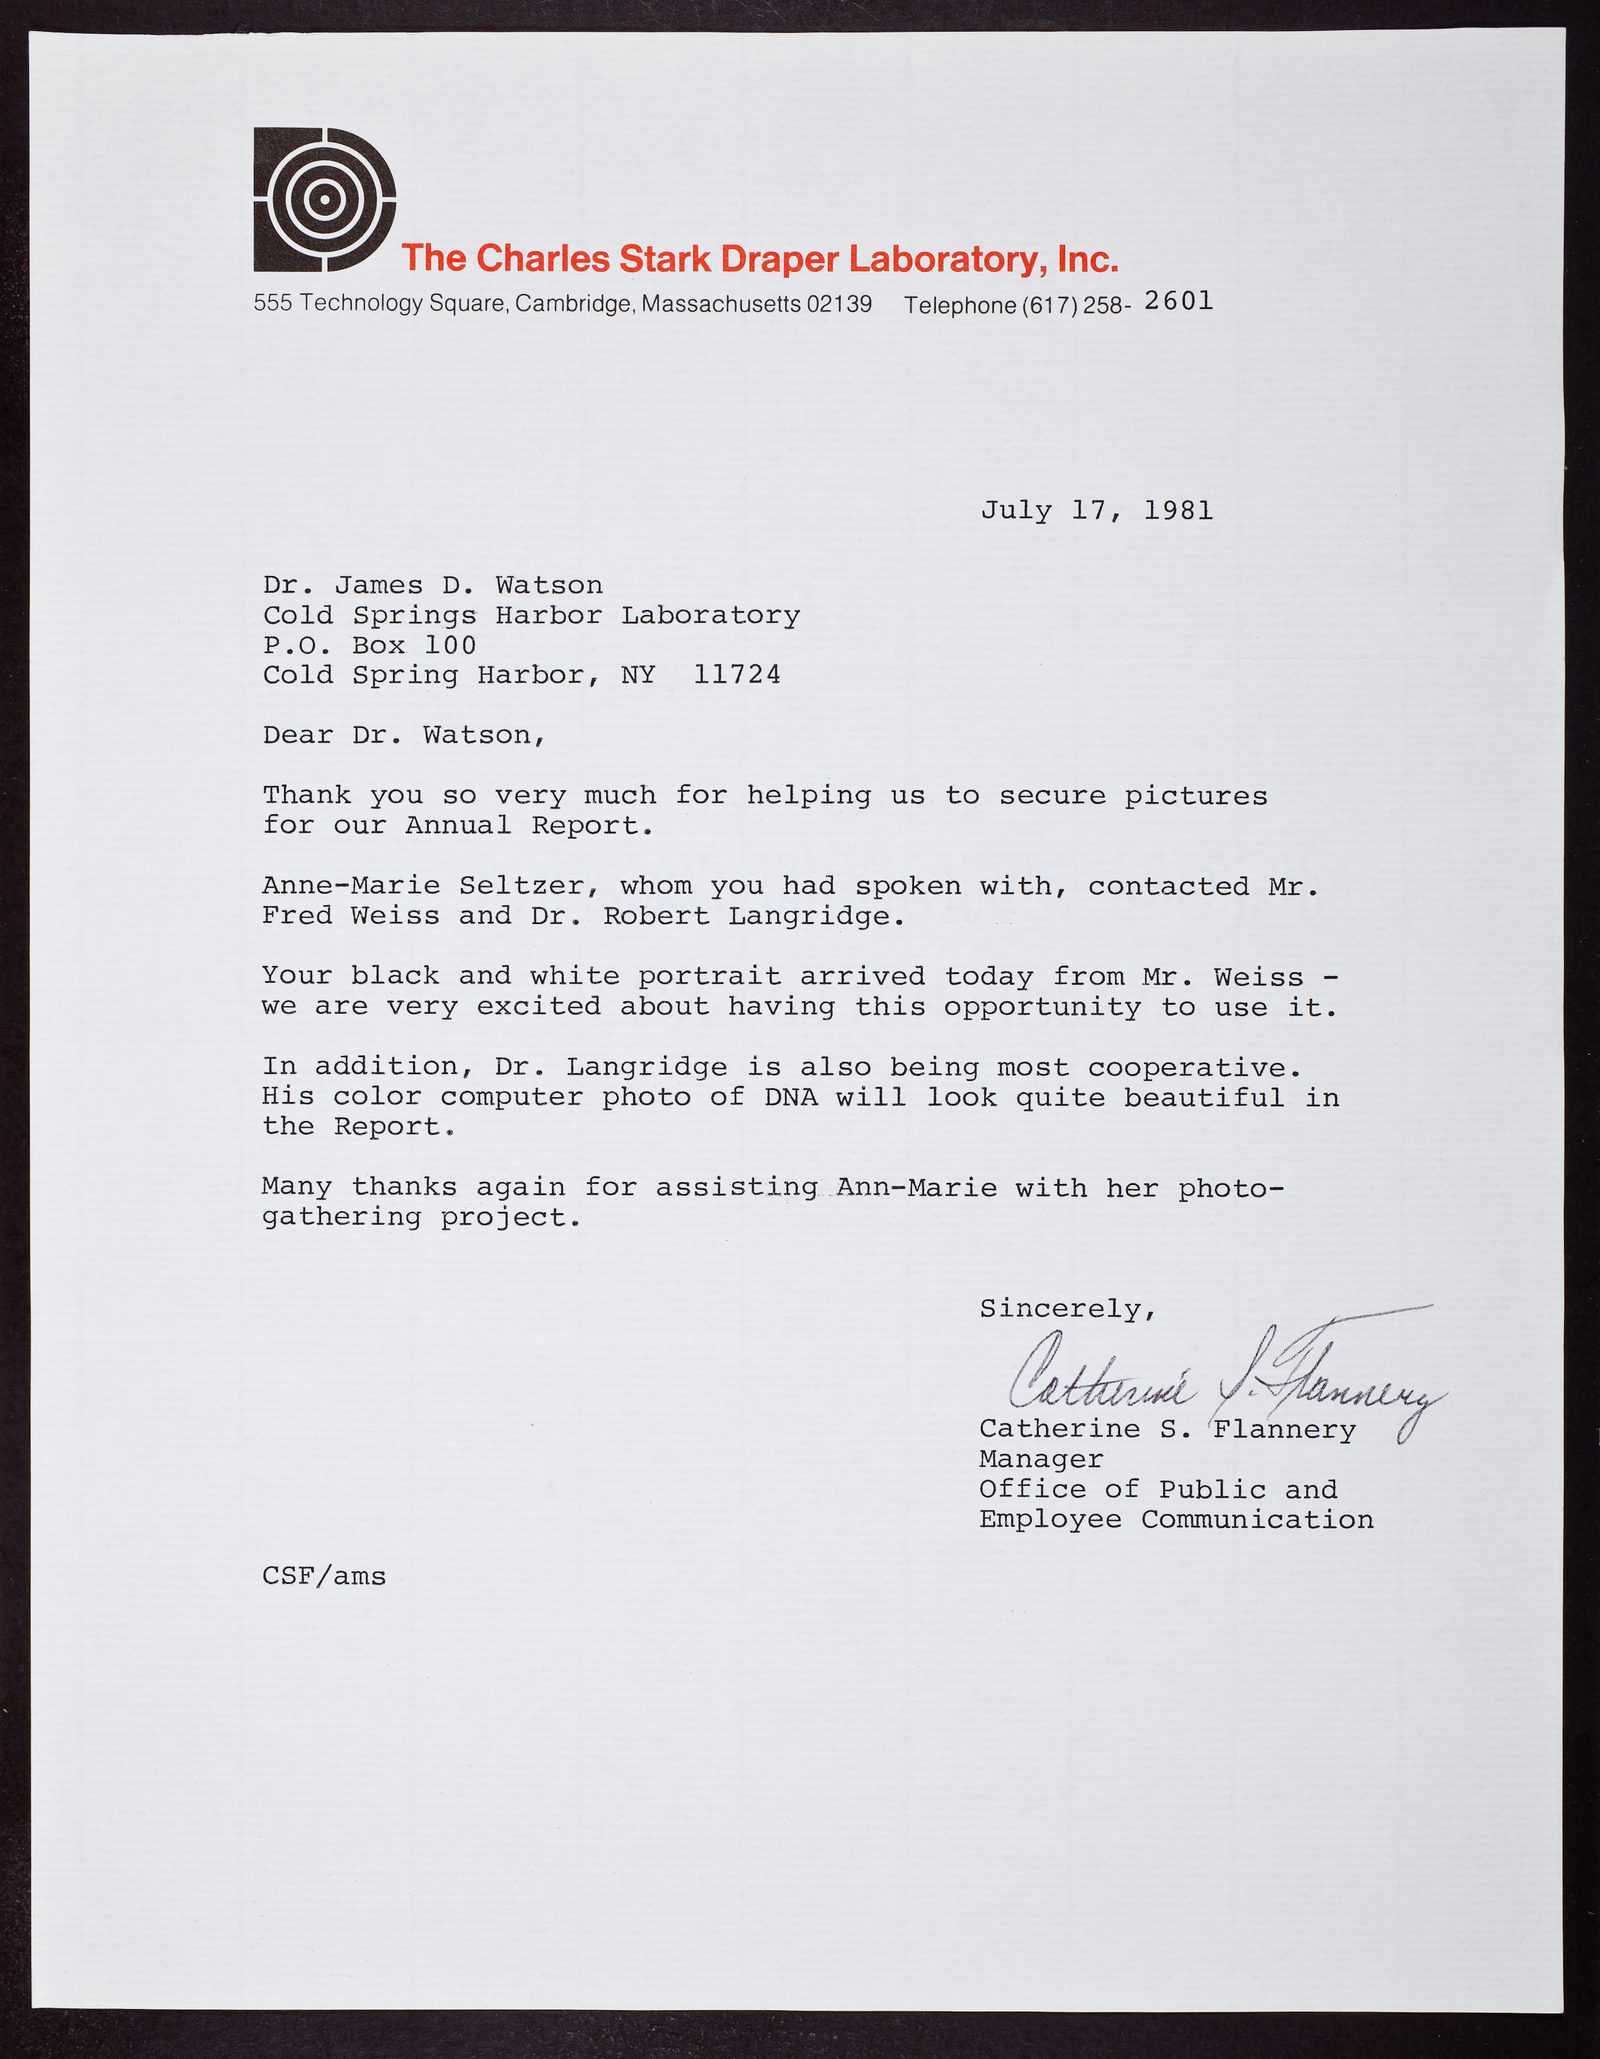 The Charles Stark Draper Laboratory, Inc.
555 Technology Square, Cambridge, Massachusetts 02139 Telephone (617) 258- 2601
July 17, 1981
Dr. James D. Watson
Cold Springs Harbor Laboratory
P.O. Box 100
Cold Spring Harbor, NY 11724
Dear Dr. Watson,
Thank you so very much for helping us to secure pictures
for our Annual Report.
Anne-Marie Seltzer, whom you had spoken with, contacted Mr.
Fred Weiss and Dr. Robert Langridge.
Your black and white portrait arrived today from Mr. Weiss -
we are very excited about having this opportunity to use it.
In addition, Dr. Langridge is also being most cooperative.
His color computer photo of DNA will look quite beautiful in
the Report.
Many thanks again for assisting Ann-Marie with her photo-
gathering project.
Sincerely,
Catherine S. Flannery
Catherine S. Flannery
Manager
Office of Public and
Employee Communication
CSF/ams